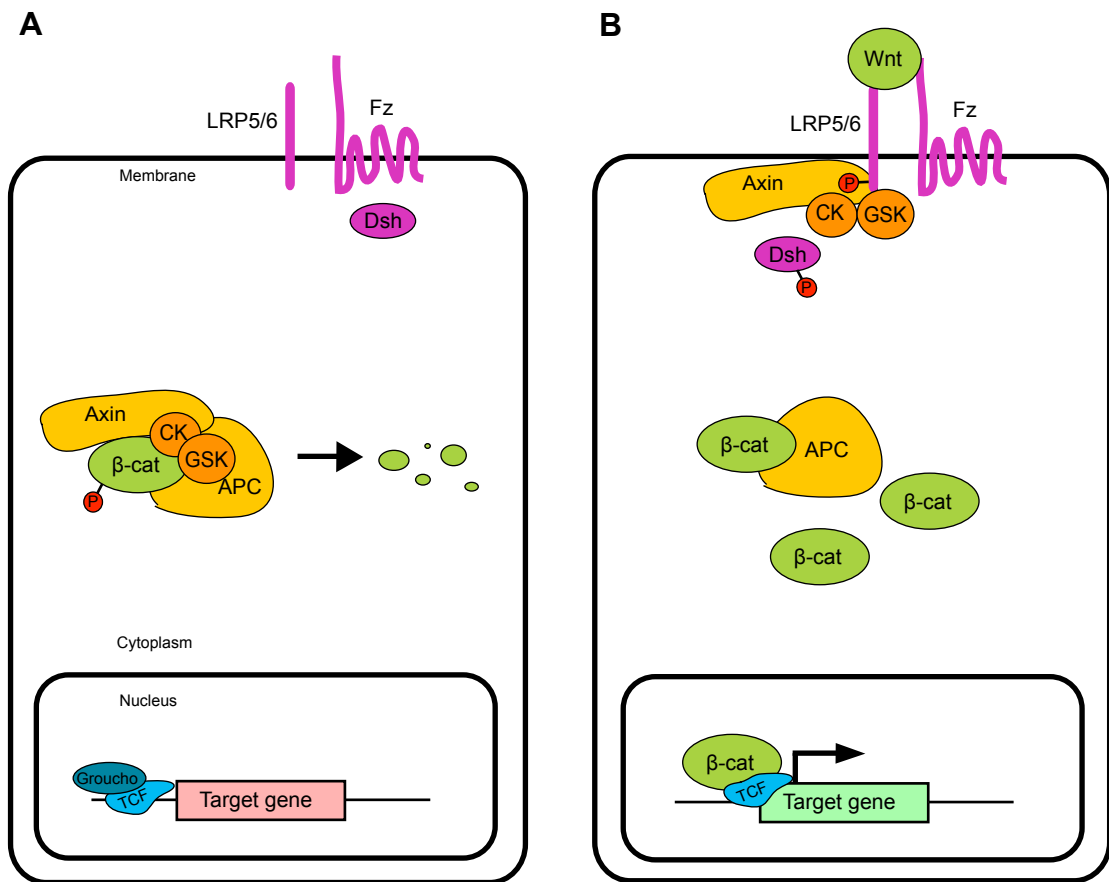 A
LRP5/6
Fz
Membrane
Dsh
Axin
CK
β-cat
GSK
APC
P
Cytoplasm
Nucleus
Groucho
TCF
Target gene
B
Wnt
LRP5/6
Fz
Axin
P
CK
GSK
Dsh
P
β-cat
APC
β-cat
β-cat
β-cat
TCF
Target gene